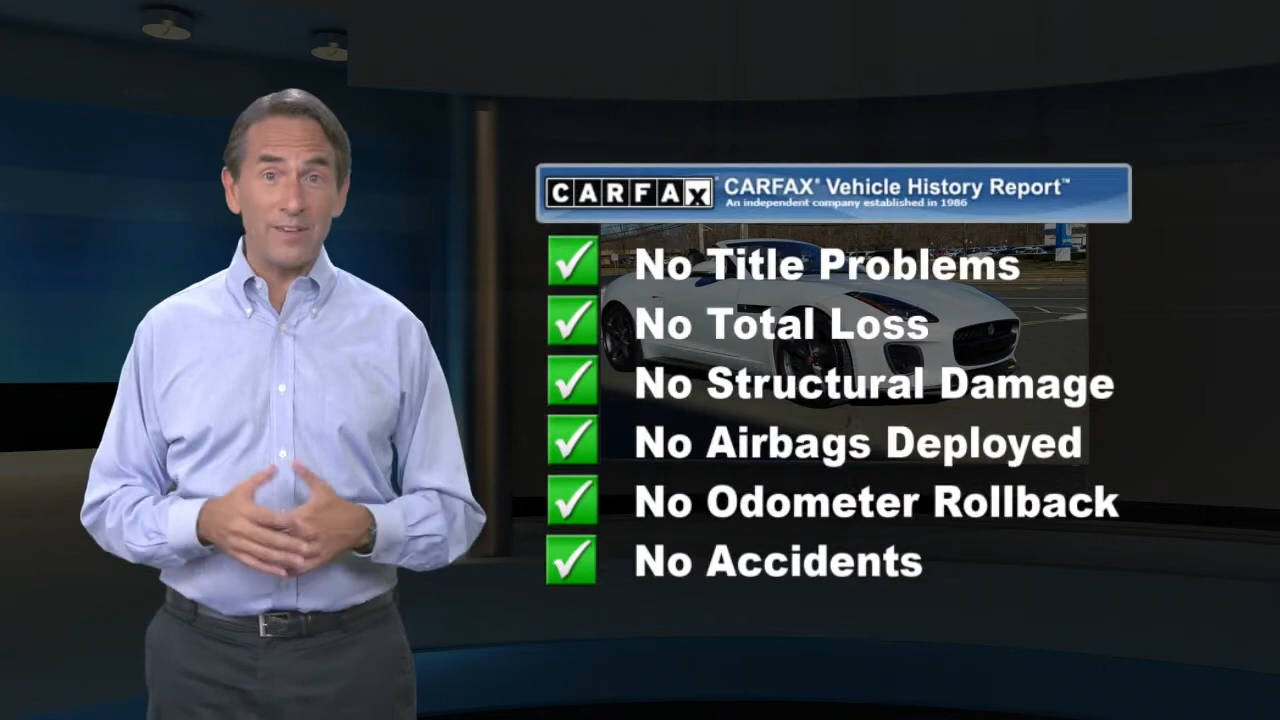 CARFAX® CARFAX® Vehicle History Report™
An independent company established in 1986
No Title Problems
No Total Loss
No Structural Damage
No Airbags Deployed
No Odometer Rollback
No Accidents